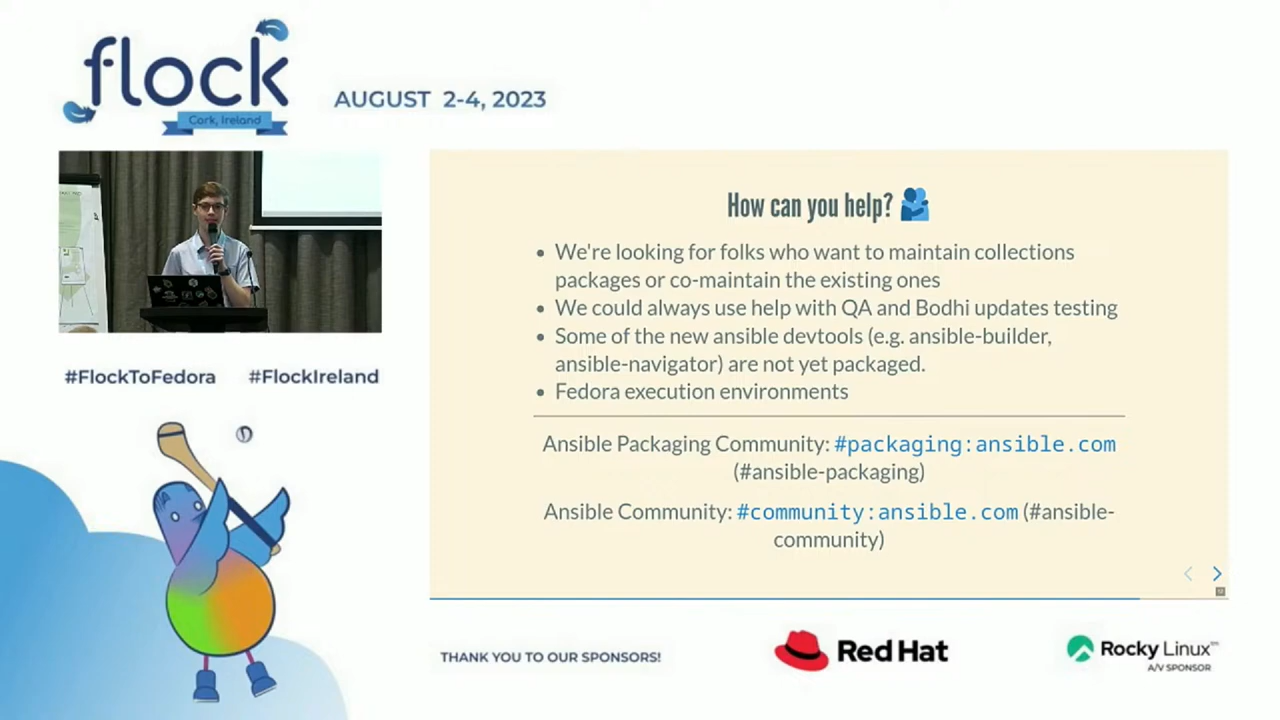 flock
Cork, Ireland
AUGUST 2-4, 2023
#FlockToFedora #FlockIreland
How can you help?
We're looking for folks who want to maintain collections
packages or co-maintain the existing ones
We could always use help with QA and Bodhi updates testing
Some of the new ansible devtools (e.g. ansible-builder,
ansible-navigator) are not yet packaged.
Fedora execution environments
Ansible Packaging Community: #packaging:ansible.com
(#ansible-packaging)
Ansible Community: #community:ansible.com (#ansible-
community)
THANK YOU TO OUR SPONSORS!
Red Hat
Rocky Linux™
A/V SPONSOR